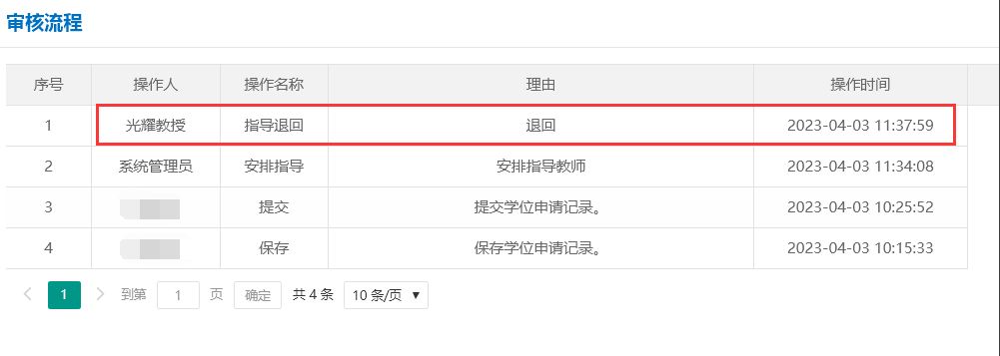 审核流程
序号 操作人 操作名称 理由 操作时间
1 光耀教授 指导退回 退回 2023-04-03 11:37:59
2 系统管理员 安排指导 安排指导教师 2023-04-03 11:34:08
3 提交 提交学位申请记录。 2023-04-03 10:25:52
4 保存 保存学位申请记录。 2023-04-03 10:15:33
1 到第 1 页 确定 共 4 条 10 条/页